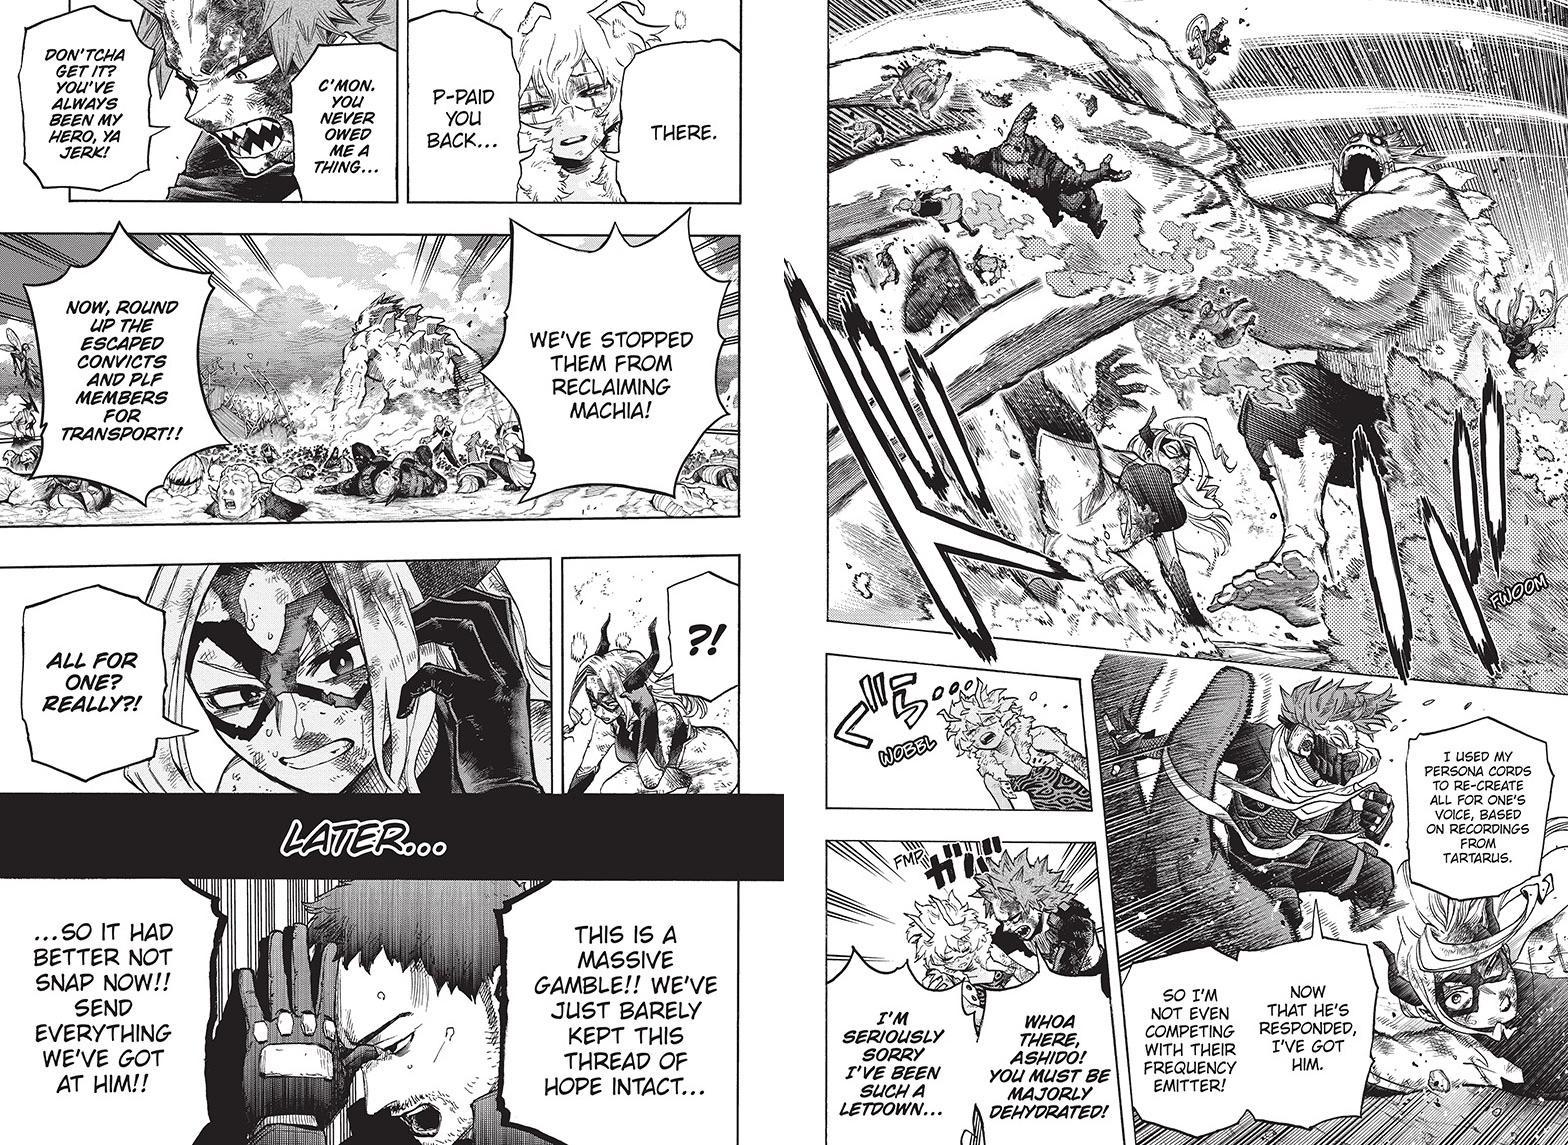 FWOOM
I USED MY
PERSONA CORDS
TO RE-CREATE
ALL FOR ONE'S
VOICE, BASED
ON RECORDINGS
FROM
TARTARUS.
NOW
THAT HE'S
RESPONDED,
I'VE GOT
HIM.
SO I'M
NOT EVEN
COMPETING
WITH THEIR
FREQUENCY
EMITTER!
ぐら...
WOBBL
ガバ
FMP
WHOA
THERE,
ASHIDO!
YOU MUST BE
MAJORLY
DEHYDRATED!
I'M
SERIOUSLY
SORRY
I'VE BEEN
SUCH A
LETDOWN...
THERE.
P-PAID
YOU
BACK...
C'MON.
YOU
NEVER
OWED
ME A
THING...
DON'TCHA
GET IT?
YOU'VE
ALWAYS
BEEN MY
HERO, YA
JERK!
WE'VE STOPPED
THEM FROM
RECLAIMING
MACHIA!
NOW, ROUND
UP THE
ESCAPED
CONVICTS
AND PLF
MEMBERS
FOR
TRANSPORT!!
?!
ALL FOR
ONE?
REALLY?!
LATER...
THIS IS A
MASSIVE
GAMBLE!! WE'VE
JUST BARELY
KEPT THIS
THREAD OF
HOPE INTACT...
...SO IT HAD
BETTER NOT
SNAP NOW!!
SEND
EVERYTHING
WE'VE GOT
AT HIM!!